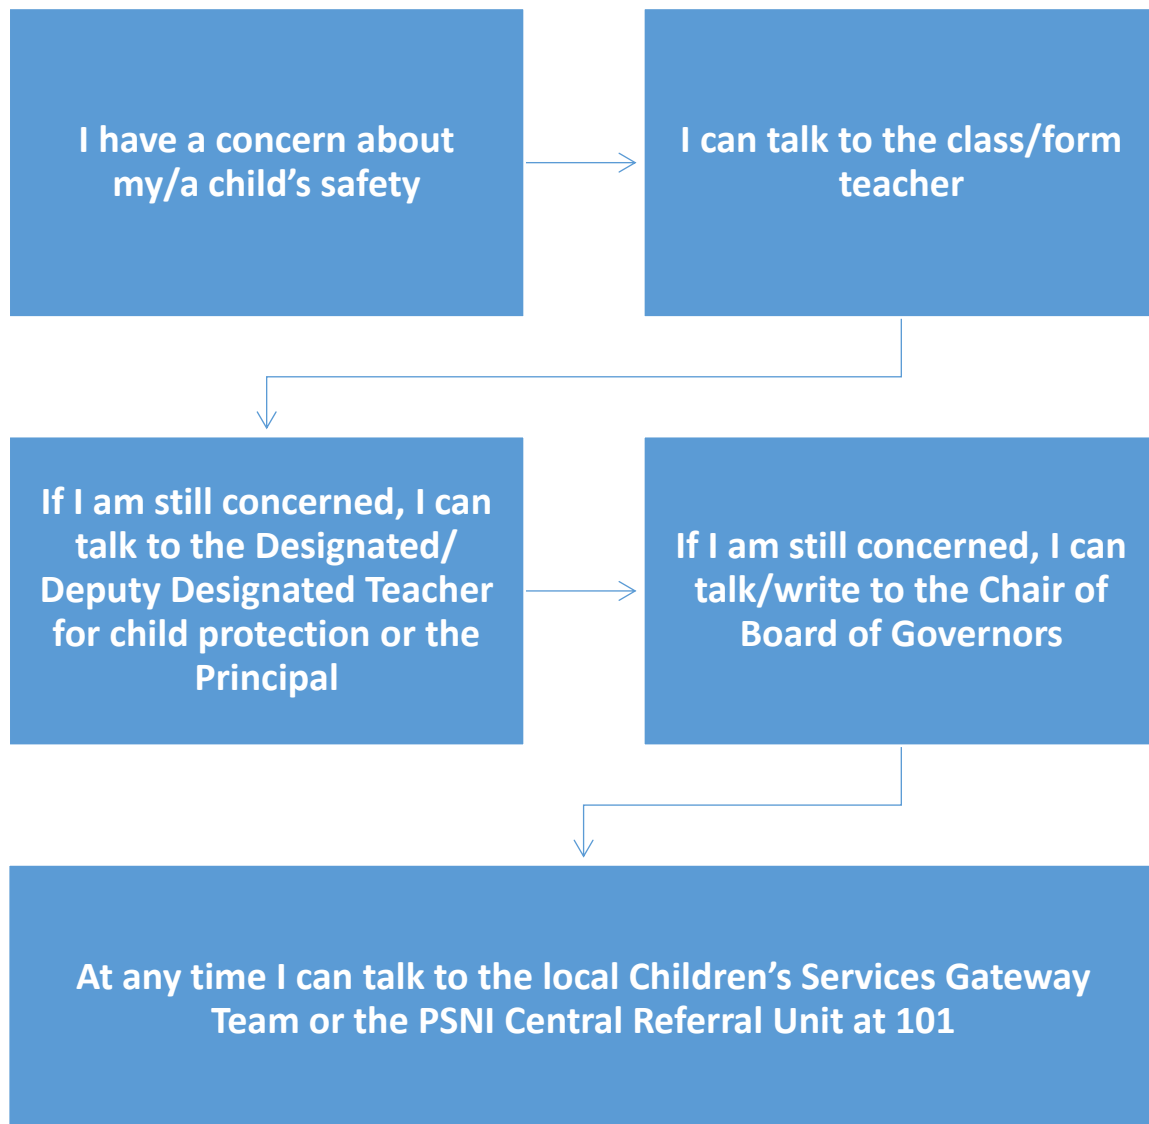 I have a concern about
my/a child’s safety
I can talk to the class/form
teacher
If I am still concerned, I can
talk to the Designated/
Deputy Designated Teacher
for child protection or the
Principal
If I am still concerned, I can
talk/write to the Chair of
Board of Governors
At any time I can talk to the local Children’s Services Gateway
Team or the PSNI Central Referral Unit at 101